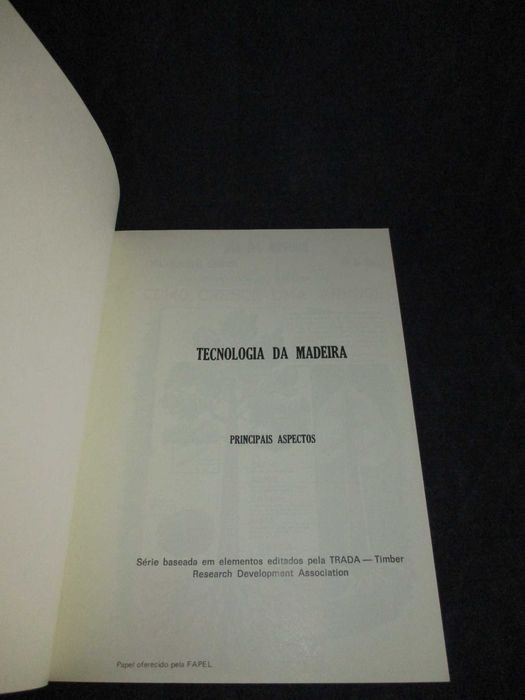 TECNOLOGIA DA MADEIRA
PRINCIPAIS ASPECTOS
Série baseada em elementos editados pela TRADA — Timber
Research Development Association
Papel oferecido pela FAPEL